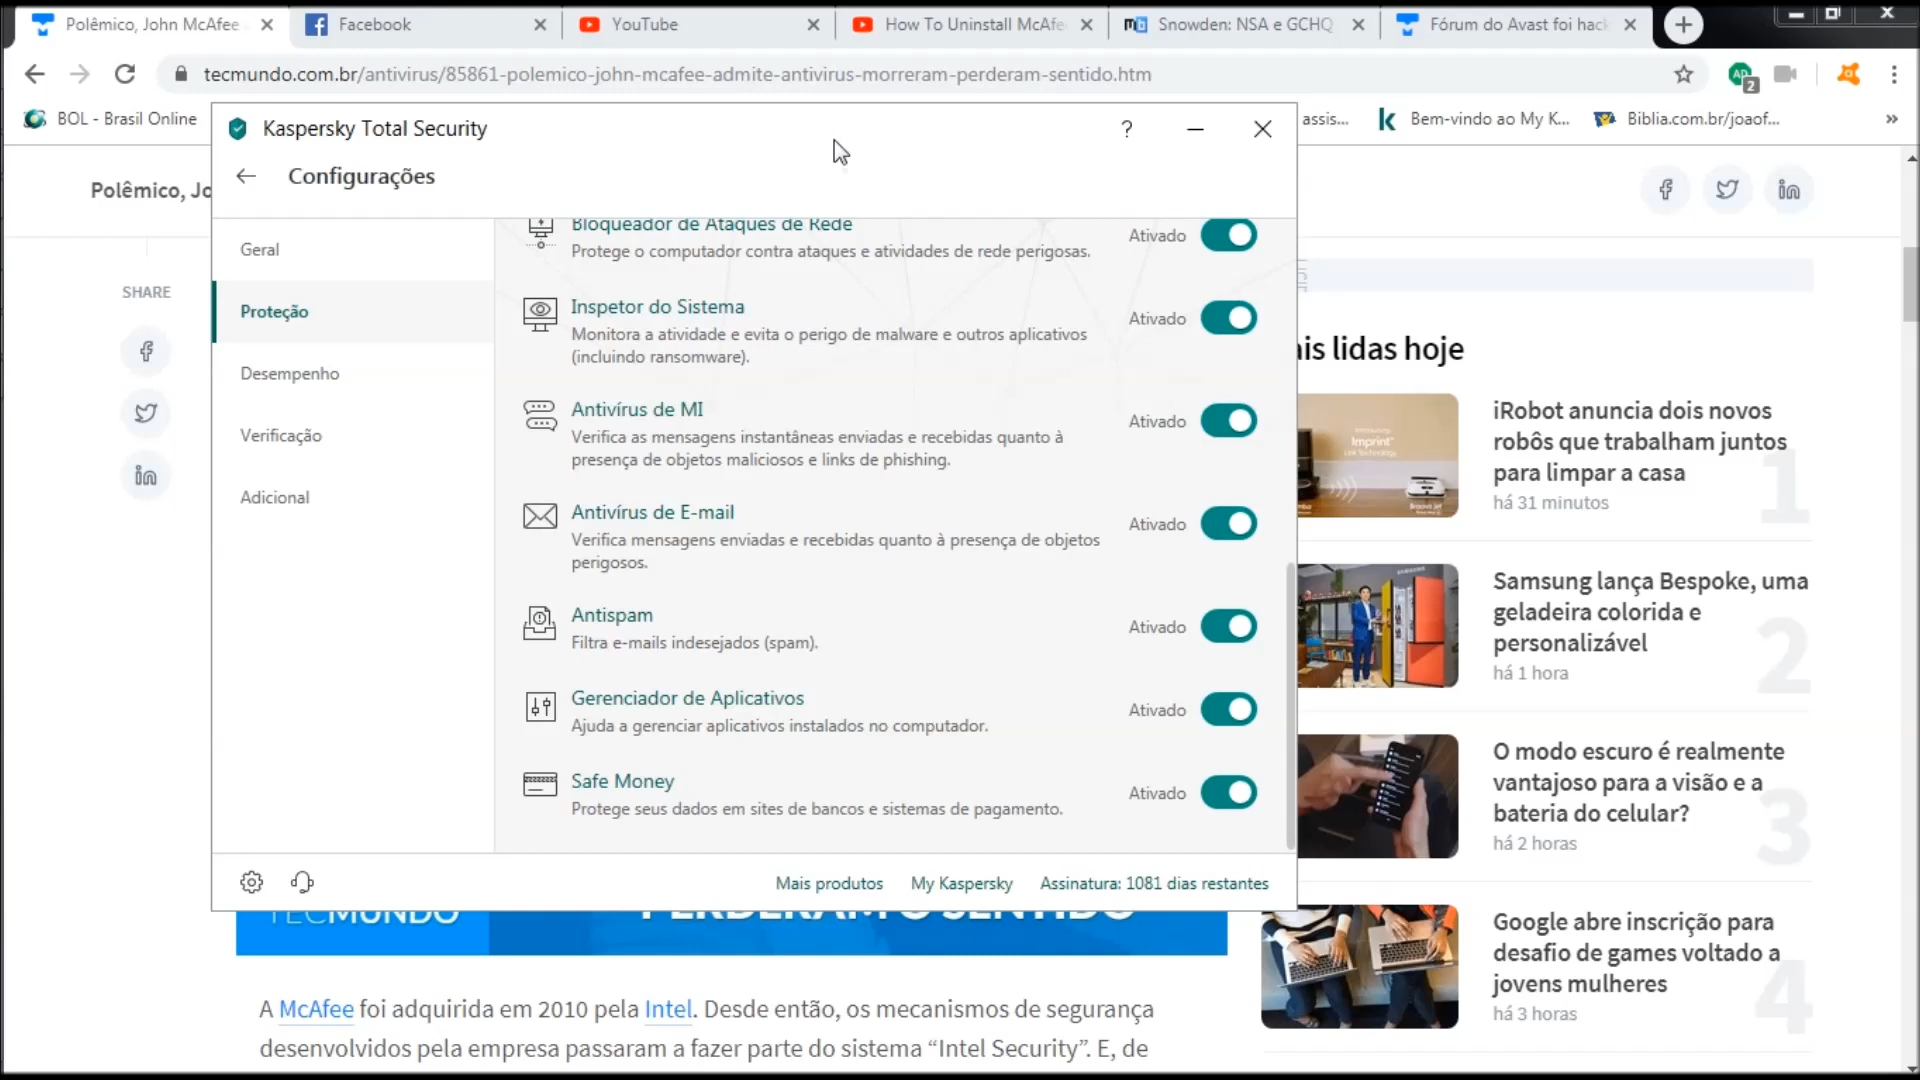 Polêmico, John McAfee
Facebook
YouTube
How To Uninstall McAfe
Snowden: NSA e GCHQ
Fórum do Avast foi hac
tecmundo.com.br/antivirus/85861-polemico-john-mcafee-admite-antivirus-morreram-perderam-sentido.htm
2
BOL - Brasil Online
assis...
Bem-vindo ao My K...
Biblia.com.br/joaof...
»
Kaspersky Total Security
?
Configurações
Polêmico, Jo
SHARE
Geral
Proteção
Desempenho
Verificação
Adicional
Bloqueador de Ataques de Rede
Protege o computador contra ataques e atividades de rede perigosas.
Ativado
Inspetor do Sistema
Monitora a atividade e evita o perigo de malware e outros aplicativos
(incluindo ransomware).
Ativado
Antivírus de MI
Verifica as mensagens instantâneas enviadas e recebidas quanto à
presença de objetos maliciosos e links de phishing.
Ativado
Antivírus de E-mail
Verifica mensagens enviadas e recebidas quanto à presença de objetos
perigosos.
Ativado
Antispam
Filtra e-mails indesejados (spam).
Ativado
Gerenciador de Aplicativos
Ajuda a gerenciar aplicativos instalados no computador.
Ativado
Safe Money
Protege seus dados em sites de bancos e sistemas de pagamento.
Ativado
Mais produtos
My Kaspersky
Assinatura: 1081 dias restantes
TECMUNDO
PERDERAM O SENTIDO
A McAfee foi adquirida em 2010 pela Intel. Desde então, os mecanismos de segurança
desenvolvidos pela empresa passaram a fazer parte do sistema “Intel Security”. E, de
ais lidas hoje
Imprint
iRobot anuncia dois novos
robôs que trabalham juntos
para limpar a casa
há 31 minutos
1
Samsung lança Bespoke, uma
geladeira colorida e
personalizável
há 1 hora
2
O modo escuro é realmente
vantajoso para a visão e a
bateria do celular?
há 2 horas
3
Google abre inscrição para
desafio de games voltado a
jovens mulheres
há 3 horas
4